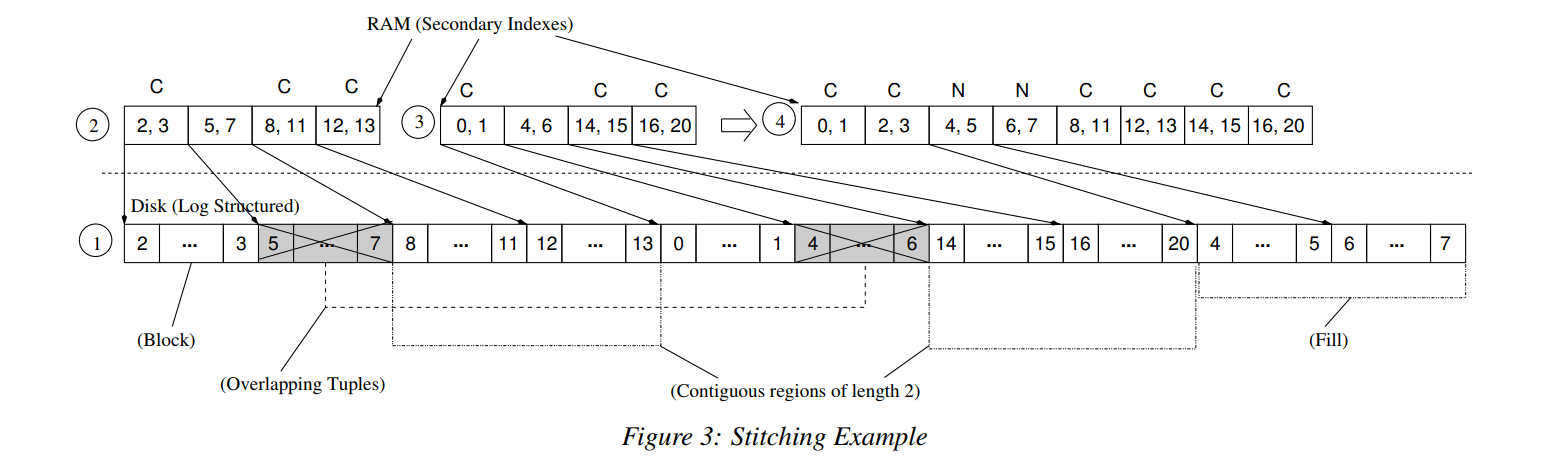 RAM (Secondary Indexes)
C C C C C C C C N N C C C C
2 2, 3 5, 7 8, 11 12, 13 3 0, 1 4, 6 14, 15 16, 20 4 0, 1 2, 3 4, 5 6, 7 8, 11 12, 13 14, 15 16, 20
Disk (Log Structured)
1 2 ... 3 5 ... 7 8 ... 11 12 ... 13 0 ... 1 4 ... 6 14 ... 15 16 ... 20 4 ... 5 6 ... 7
(Block)
(Fill)
(Overlapping Tuples)
(Contiguous regions of length 2)
Figure 3: Stitching Example